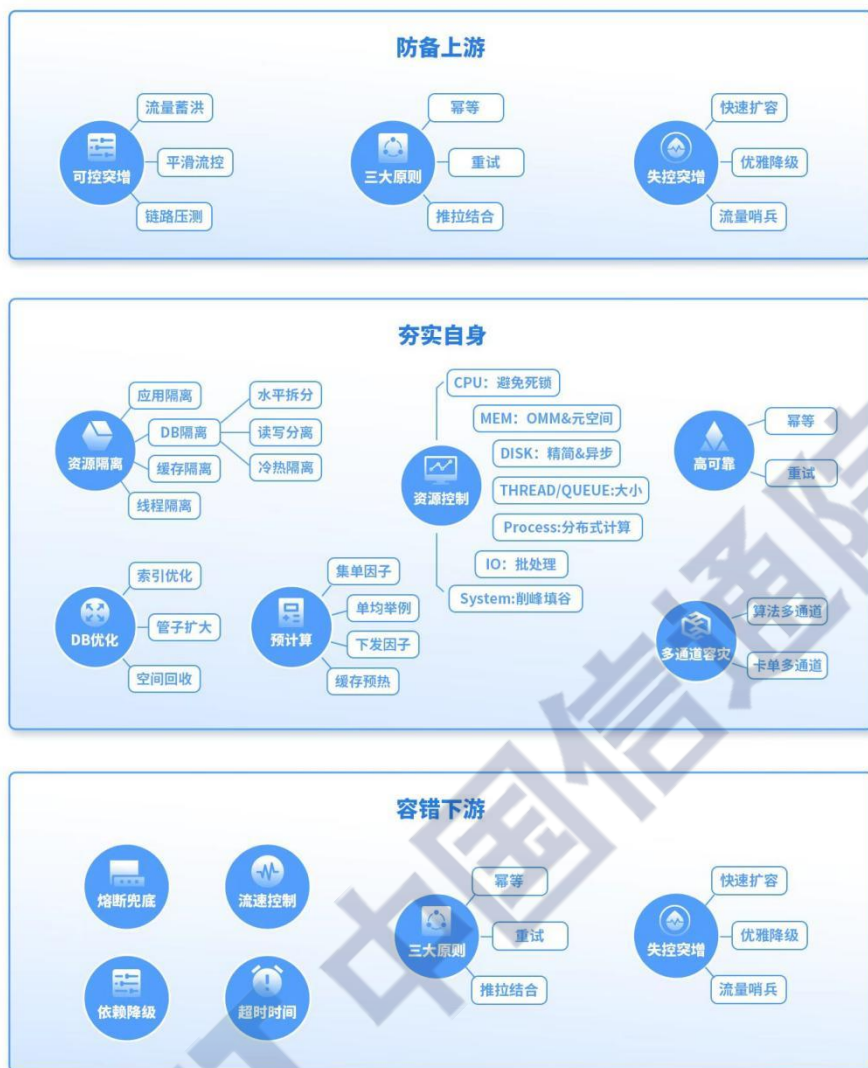 防备上游
流量蓄洪
可控突增
平滑流控
链路压测
幂等
三大原则
重试
推拉结合
快速扩容
失控突增
优雅降级
流量哨兵
夯实自身
应用隔离
资源隔离
DB隔离
水平拆分
读写分离
冷热隔离
缓存隔离
线程隔离
CPU：避免死锁
MEM：OMM&元空间
DISK：精简&异步
资源控制
THREAD/QUEUE:大小
Process:分布式计算
IO：批处理
System:削峰填谷
高可靠
幂等
重试
索引优化
DB优化
管子扩大
空间回收
集单因子
预计算
单均举例
下发因子
缓存预热
多通道容灾
算法多通道
卡单多通道
容错下游
熔断兜底
流速控制
依赖降级
超时时间
幂等
三大原则
重试
推拉结合
快速扩容
失控突增
优雅降级
流量哨兵
中国信通院